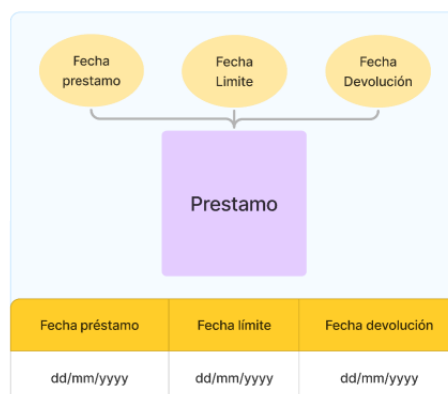 Fecha
prestamo
Fecha
Limite
Fecha
Devolución
Prestamo
Fecha préstamo Fecha límite Fecha devolución
dd/mm/yyyy dd/mm/yyyy dd/mm/yyyy